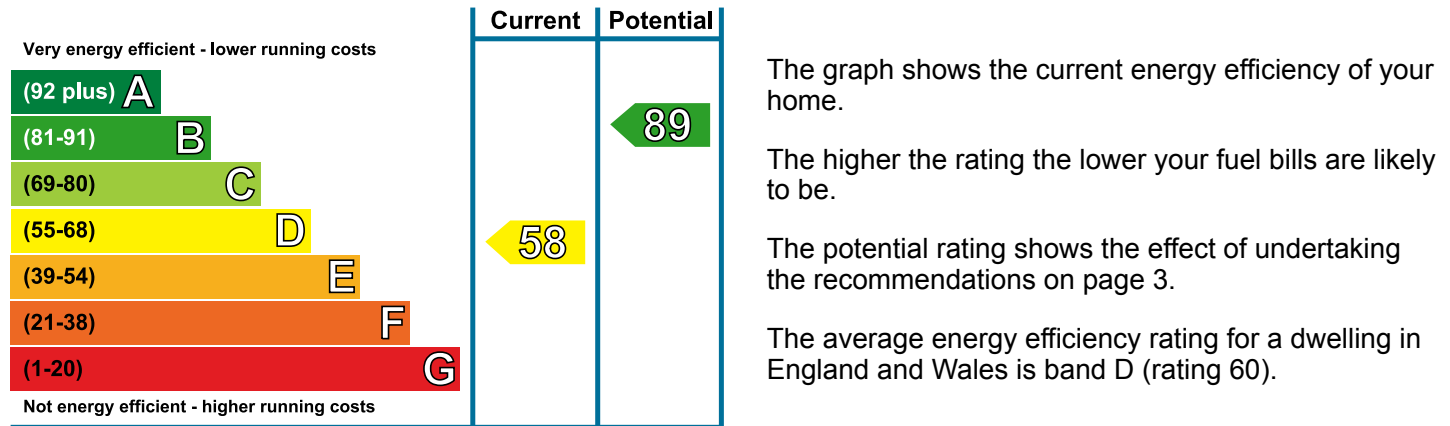 Current Potential
Very energy efficient - lower running costs
(92 plus) A
(81-91) B
(69-80) C
(55-68) D
(39-54) E
(21-38) F
(1-20) G
Not energy efficient - higher running costs
89
58
The graph shows the current energy efficiency of your
home.
The higher the rating the lower your fuel bills are likely
to be.
The potential rating shows the effect of undertaking
the recommendations on page 3.
The average energy efficiency rating for a dwelling in
England and Wales is band D (rating 60).